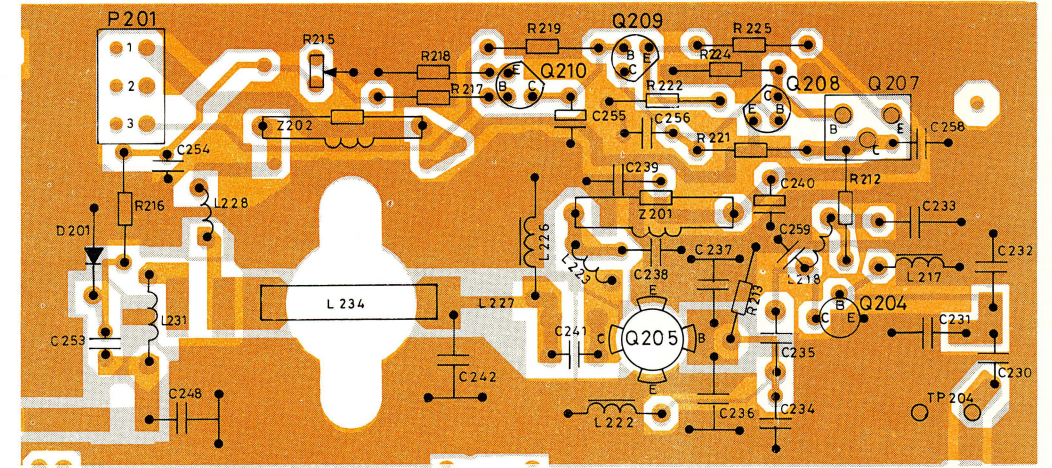 P201
1
2
3
R215
R218
R217
R219
Q209
B
E
C
E
Q210
B
C
R225
R224
R222
Q208
C
E
B
Q207
B
E
C
C258
Z202
C254
C255
C256
R221
R212
C239
C240
Z201
R216
L228
D201
L226
L223
C238
C237
C259
L218
C233
L217
C232
R213
L231
L234
L227
E
C
Q205
B
E
B
Q204
C
E
C231
C253
C241
C235
C230
C242
C248
L222
C236
C234
TP204